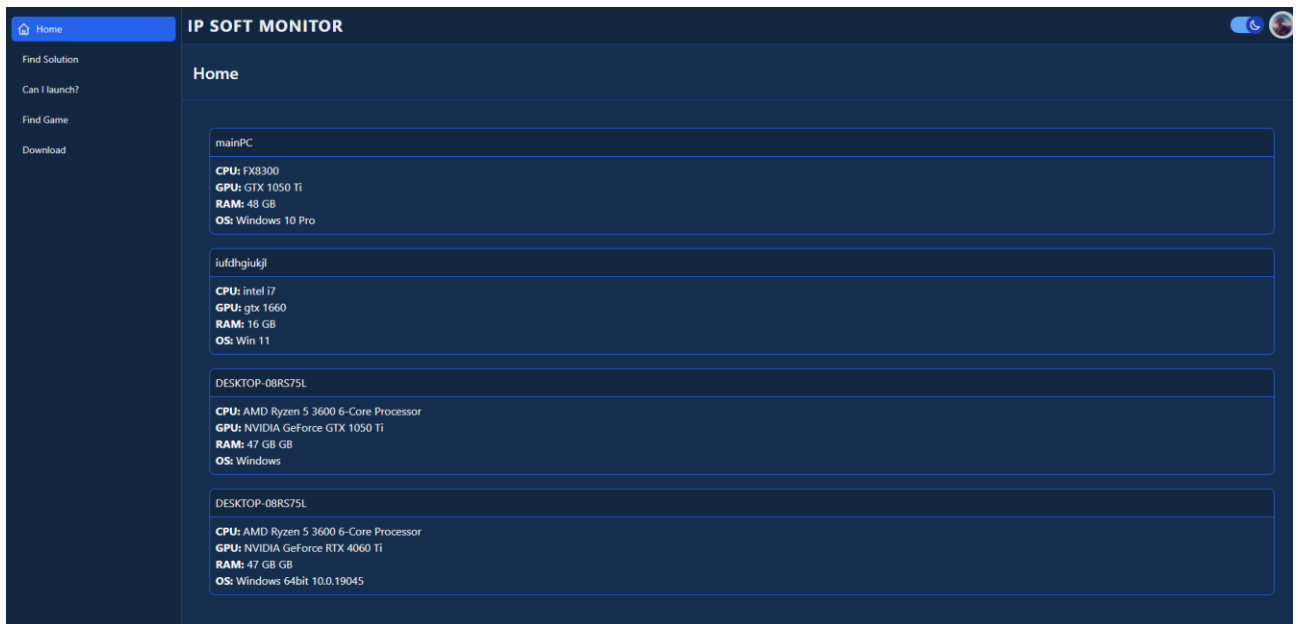 Home
Find Solution
Can I launch?
Find Game
Download
IP SOFT MONITOR
Home
mainPC
CPU: FX8300
GPU: GTX 1050 Ti
RAM: 48 GB
OS: Windows 10 Pro
iufdhgiukjl
CPU: intel i7
GPU: gtx 1660
RAM: 16 GB
OS: Win 11
DESKTOP-08RS75L
CPU: AMD Ryzen 5 3600 6-Core Processor
GPU: NVIDIA GeForce GTX 1050 Ti
RAM: 47 GB GB
OS: Windows
DESKTOP-08RS75L
CPU: AMD Ryzen 5 3600 6-Core Processor
GPU: NVIDIA GeForce RTX 4060 Ti
RAM: 47 GB GB
OS: Windows 64bit 10.0.19045